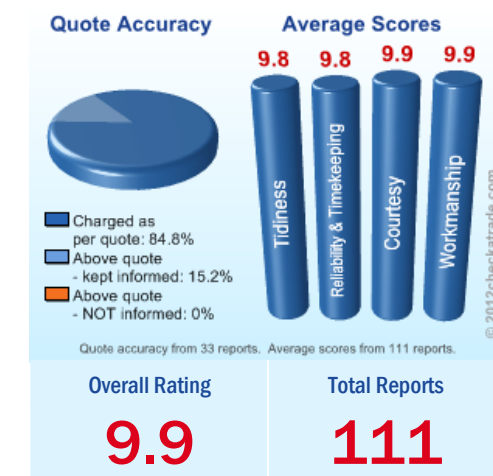 Quote Accuracy
Charged as
per quote: 84.8%
Above quote
- kept informed: 15.2%
Above quote
- NOT informed: 0%
Average Scores
9.8 9.8 9.9 9.9
Tidiness
Reliability & Timekeeping
Courtesy
Workmanship
© 2012checkatrade.com
Quote accuracy from 33 reports. Average scores from 111 reports.
Overall Rating
9.9
Total Reports
111